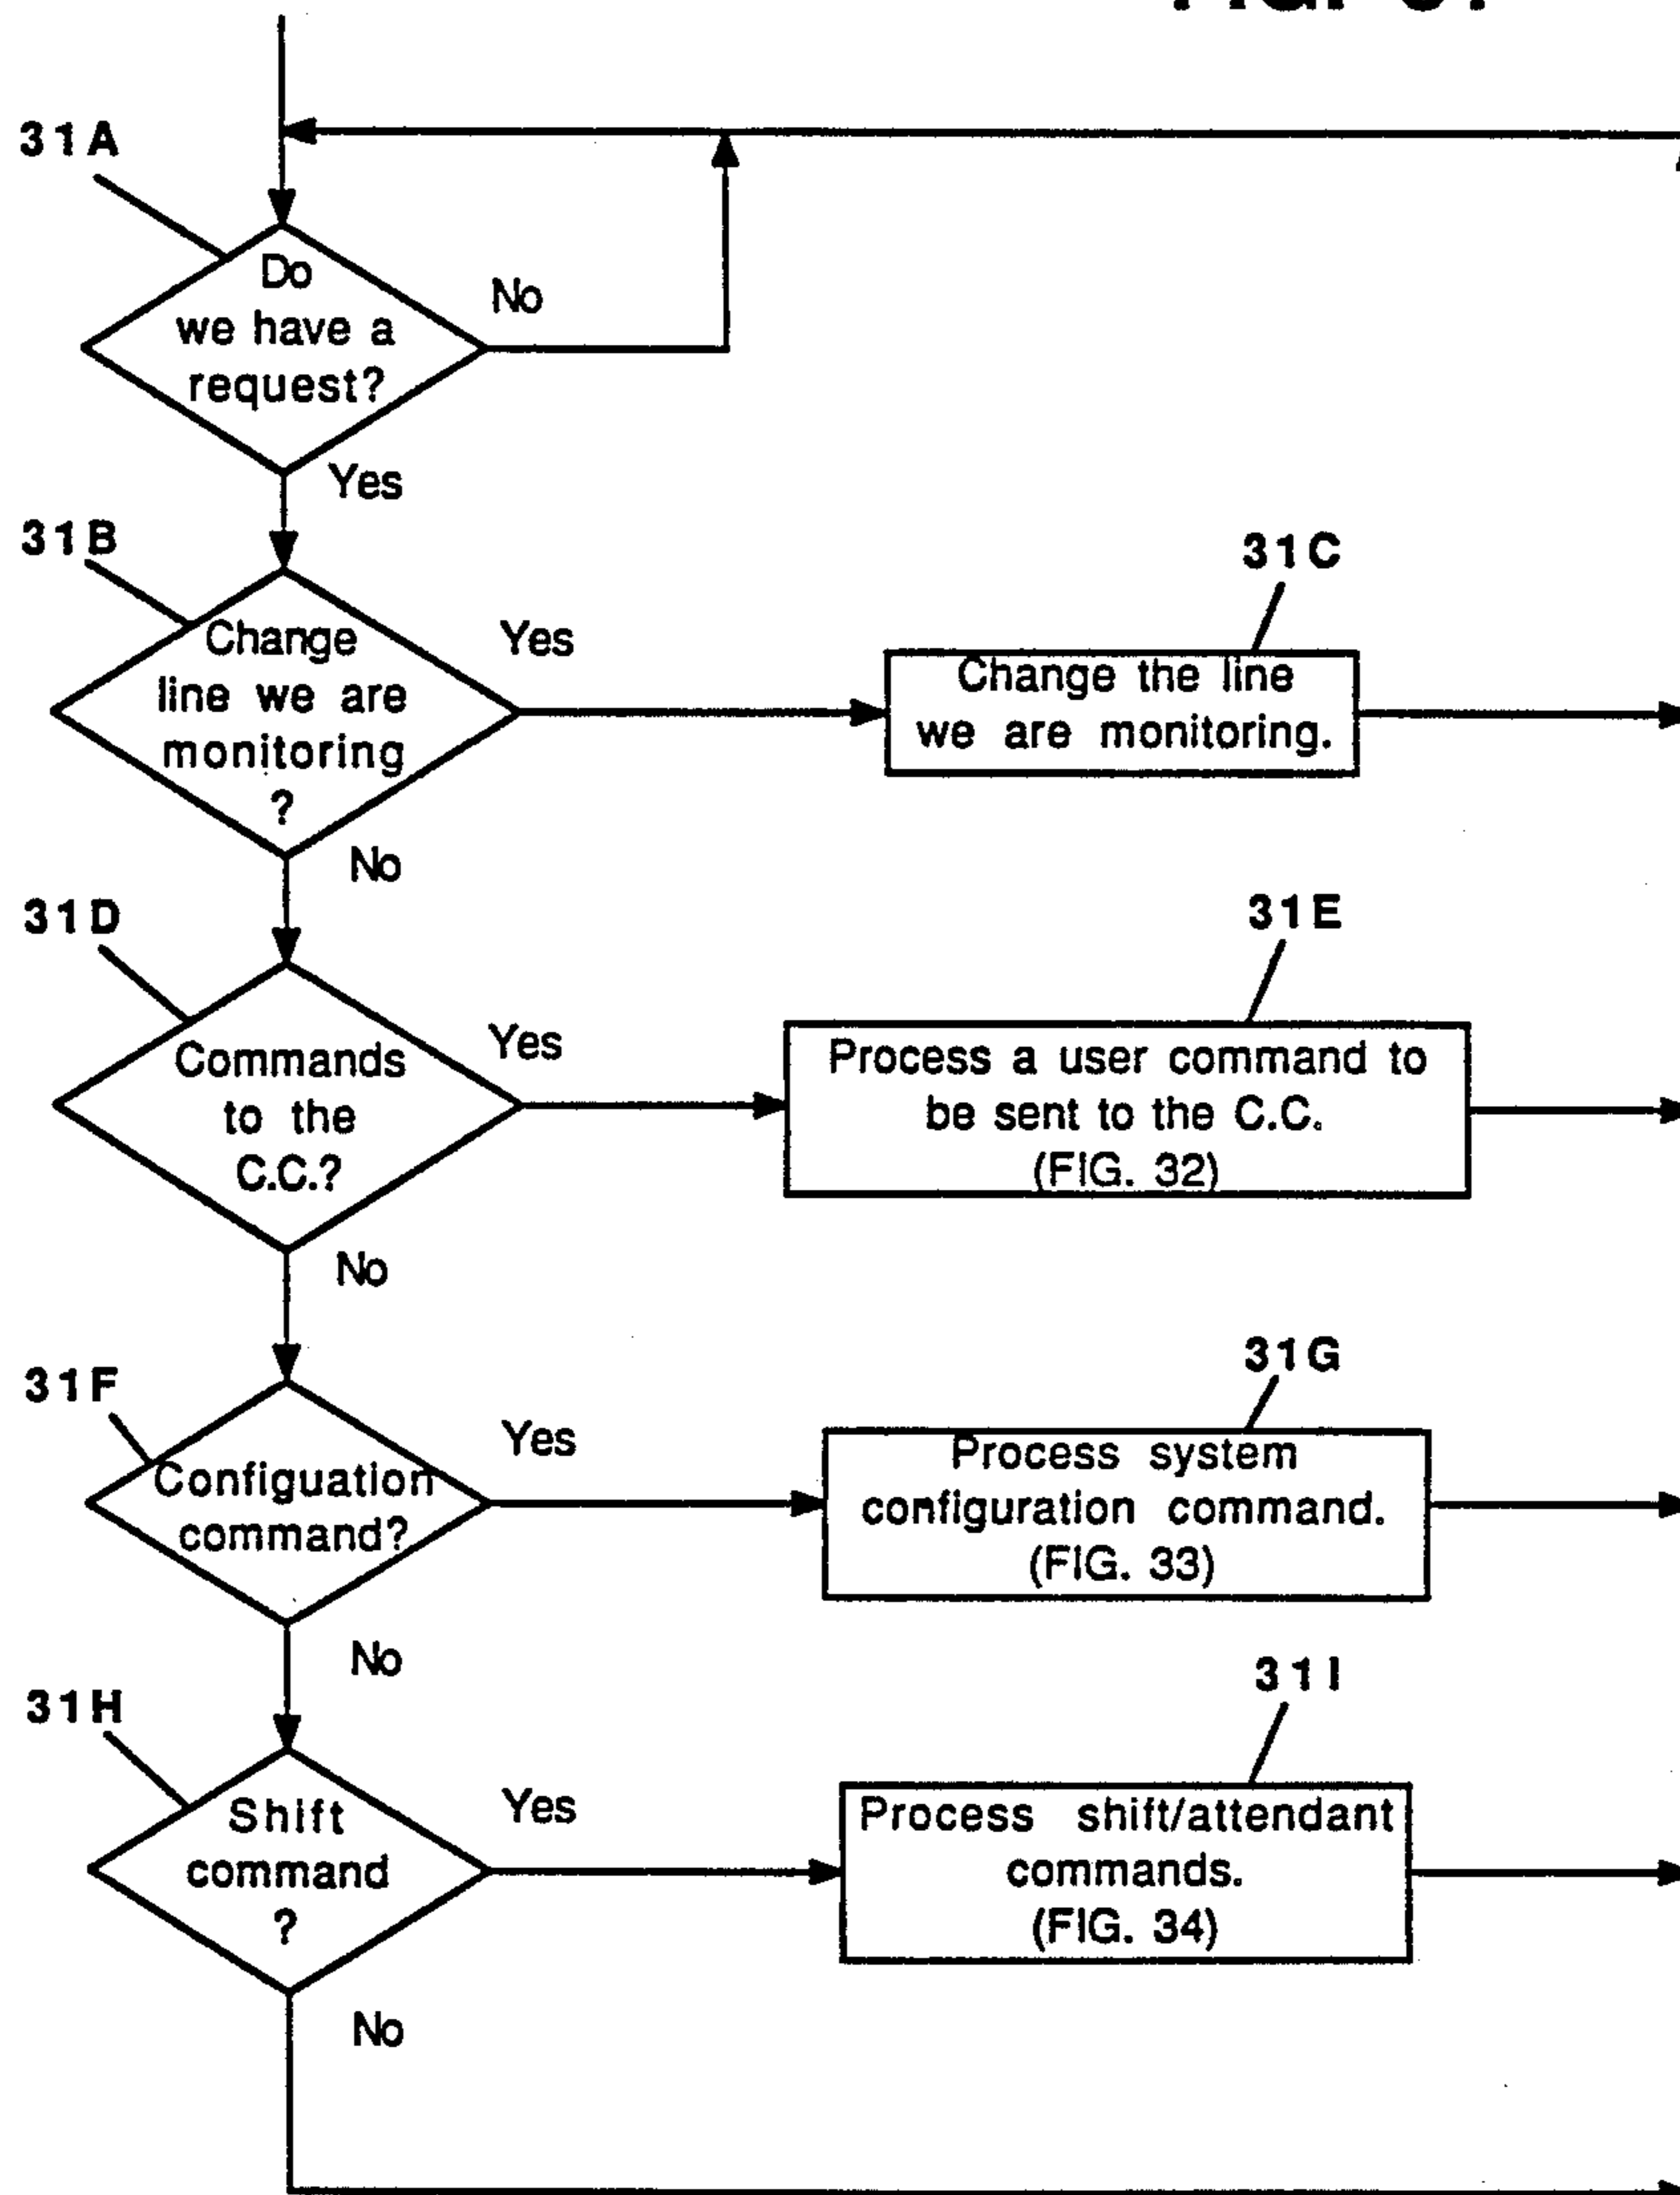 31A
Do
we have a
request?
No
Yes
31B
Change
line we are
monitoring
?
Yes
No
31C
Change the line
we are monitoring.
31D
Commands
to the
C.C.?
Yes
No
31E
Process a user command to
be sent to the C.C.
(FIG. 32)
31F
Configuation
command?
Yes
No
31G
Process system
configuration command.
(FIG. 33)
31H
Shift
command
?
Yes
No
31I
Process shift/attendant
commands.
(FIG. 34)